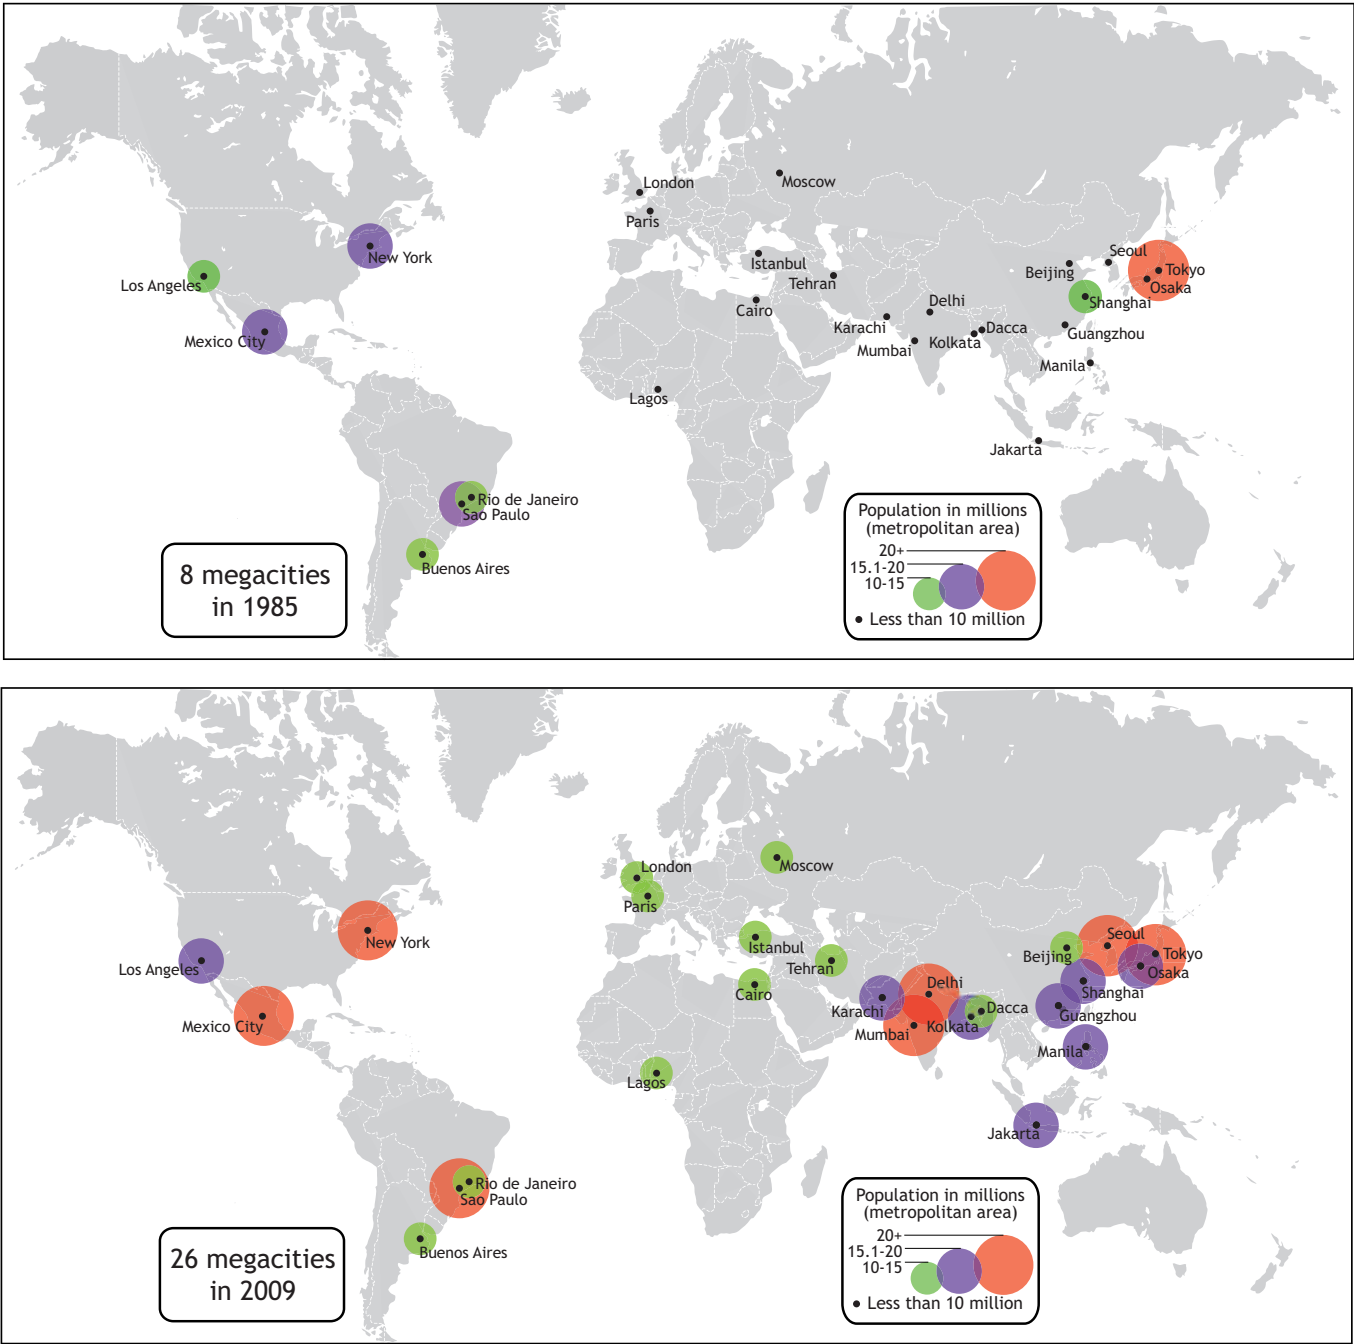 London
Moscow
Paris
New York
Istanbul
Seoul
Beijing
Tokyo
Los Angeles
Tehran
Osaka
Cairo
Delhi
Shanghai
Karachi
Dacca
Mexico City
Mumbai
Kolkata
Guangzhou
Manila
Lagos
Jakarta
Rio de Janeiro
Sao Paulo
Buenos Aires
8 megacities
in 1985
Population in millions
(metropolitan area)
20+
15.1-20
10-15
Less than 10 million
London
Moscow
Paris
New York
Istanbul
Seoul
Beijing
Tokyo
Los Angeles
Tehran
Osaka
Cairo
Delhi
Shanghai
Karachi
Dacca
Mexico City
Mumbai
Kolkata
Guangzhou
Manila
Lagos
Jakarta
Rio de Janeiro
Sao Paulo
Buenos Aires
26 megacities
in 2009
Population in millions
(metropolitan area)
20+
15.1-20
10-15
Less than 10 million